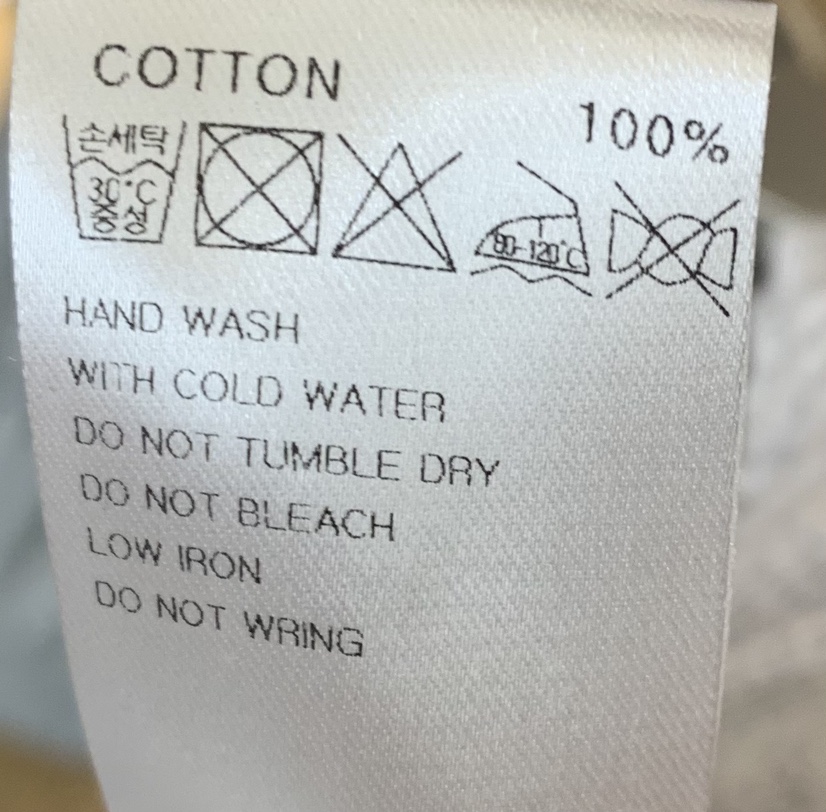 COTTON 100%
손세탁
30°C
중성
80-120°C
HAND WASH
WITH COLD WATER
DO NOT TUMBLE DRY
DO NOT BLEACH
LOW IRON
DO NOT WRING